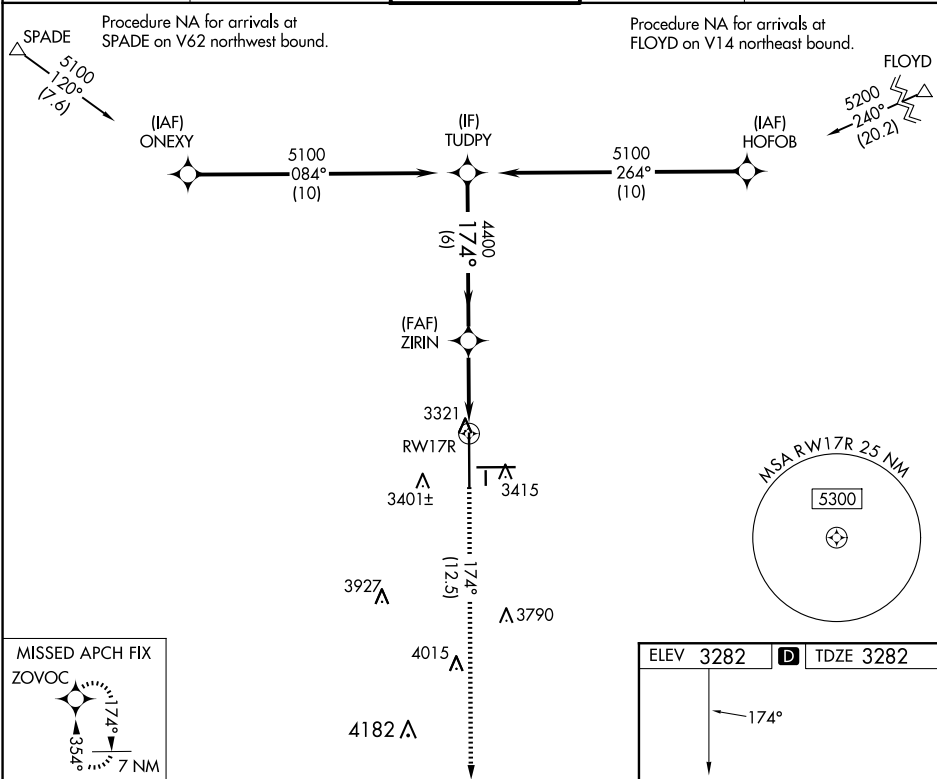 Procedure NA for arrivals at
SPADE on V62 northwest bound.
Procedure NA for arrivals at
FLOYD on V14 northeast bound.
SPADE
5100
120°
(7.6)
FLOYD
5200
240°
(20.2)
(IAF)
ONEXY
(IF)
TUDPY
(IAF)
HOFOB
5100
084°
(10)
5100
264°
(10)
4400
174°
(6)
(FAF)
ZIRIN
3321
RW17R
3401±
3415
MSA RW17R 25 NM
5300
174°
(12.5)
3927
3790
4015
4182
MISSED APCH FIX
ZOVOC
174°
354°
7 NM
ELEV 3282 D TDZE 3282
174°